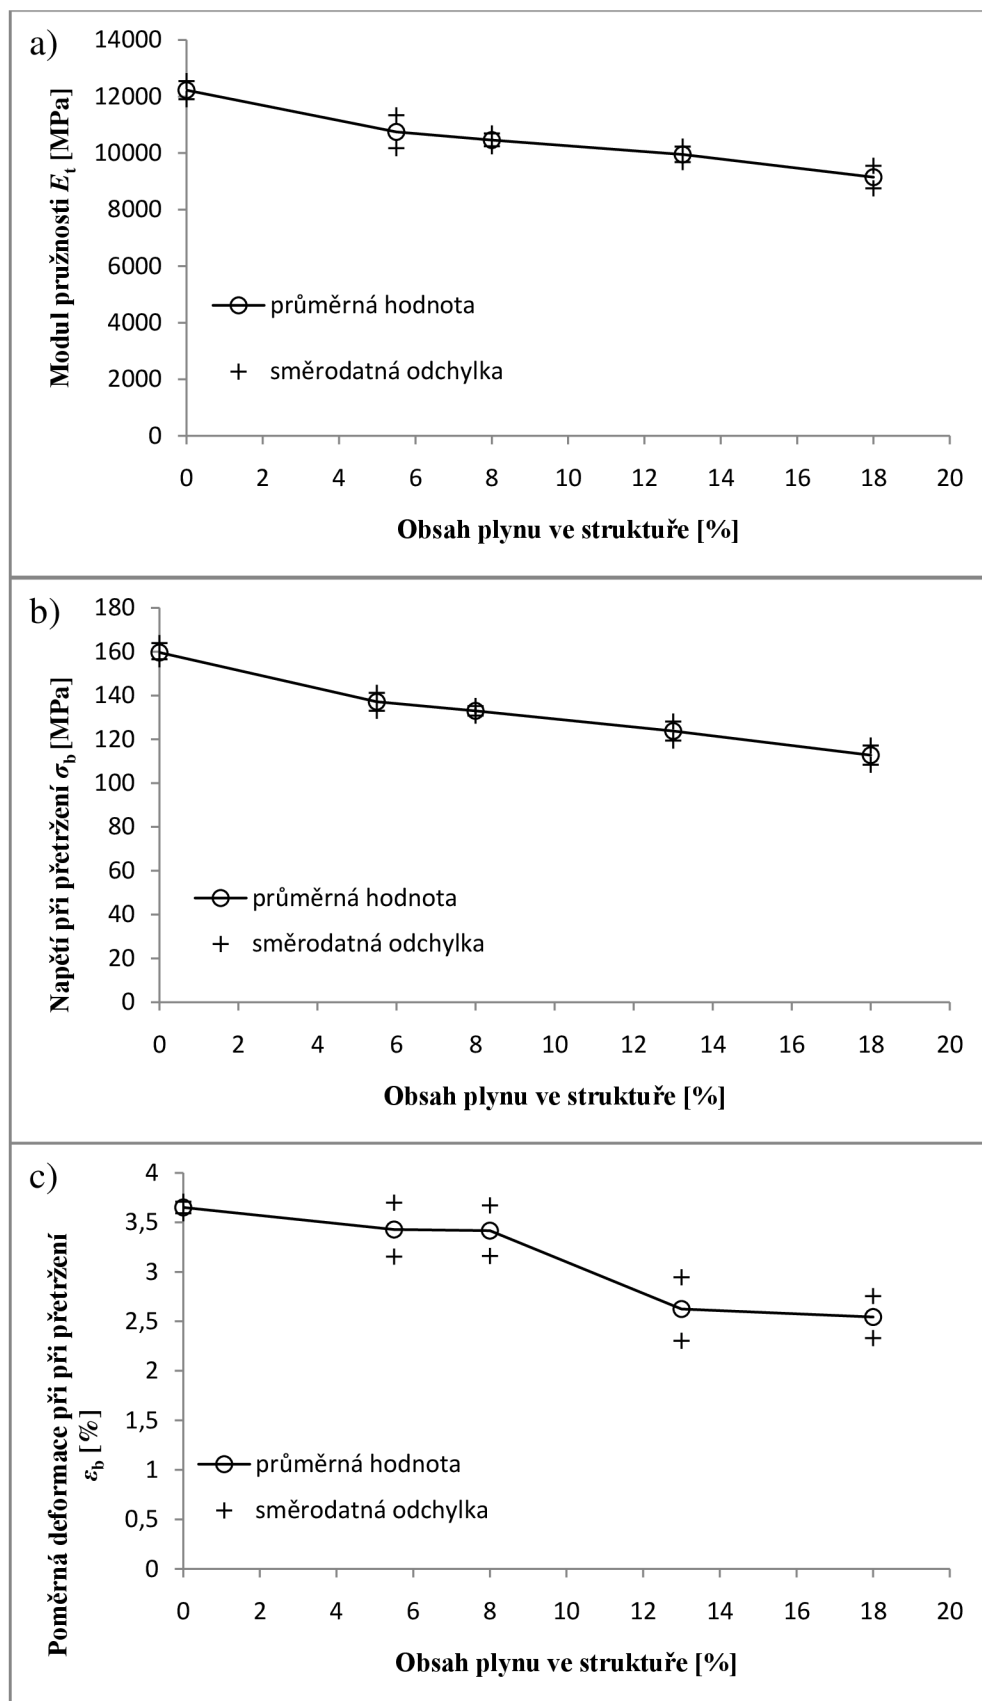 a)
14000
12000
10000
8000
6000
4000
2000
0
Modul pružnosti Et [MPa]
průměrná hodnota
směrodatná odchylka
0 2 4 6 8 10 12 14 16 18 20
Obsah plynu ve struktuře [%]
b)
180
160
140
120
100
80
60
40
20
0
Napětí při přetržení σb [MPa]
průměrná hodnota
směrodatná odchylka
0 2 4 6 8 10 12 14 16 18 20
Obsah plynu ve struktuře [%]
c)
4
3,5
3
2,5
2
1,5
1
0,5
0
Poměrná deformace při při přetržení
εb [%]
průměrná hodnota
směrodatná odchylka
0 2 4 6 8 10 12 14 16 18 20
Obsah plynu ve struktuře [%]